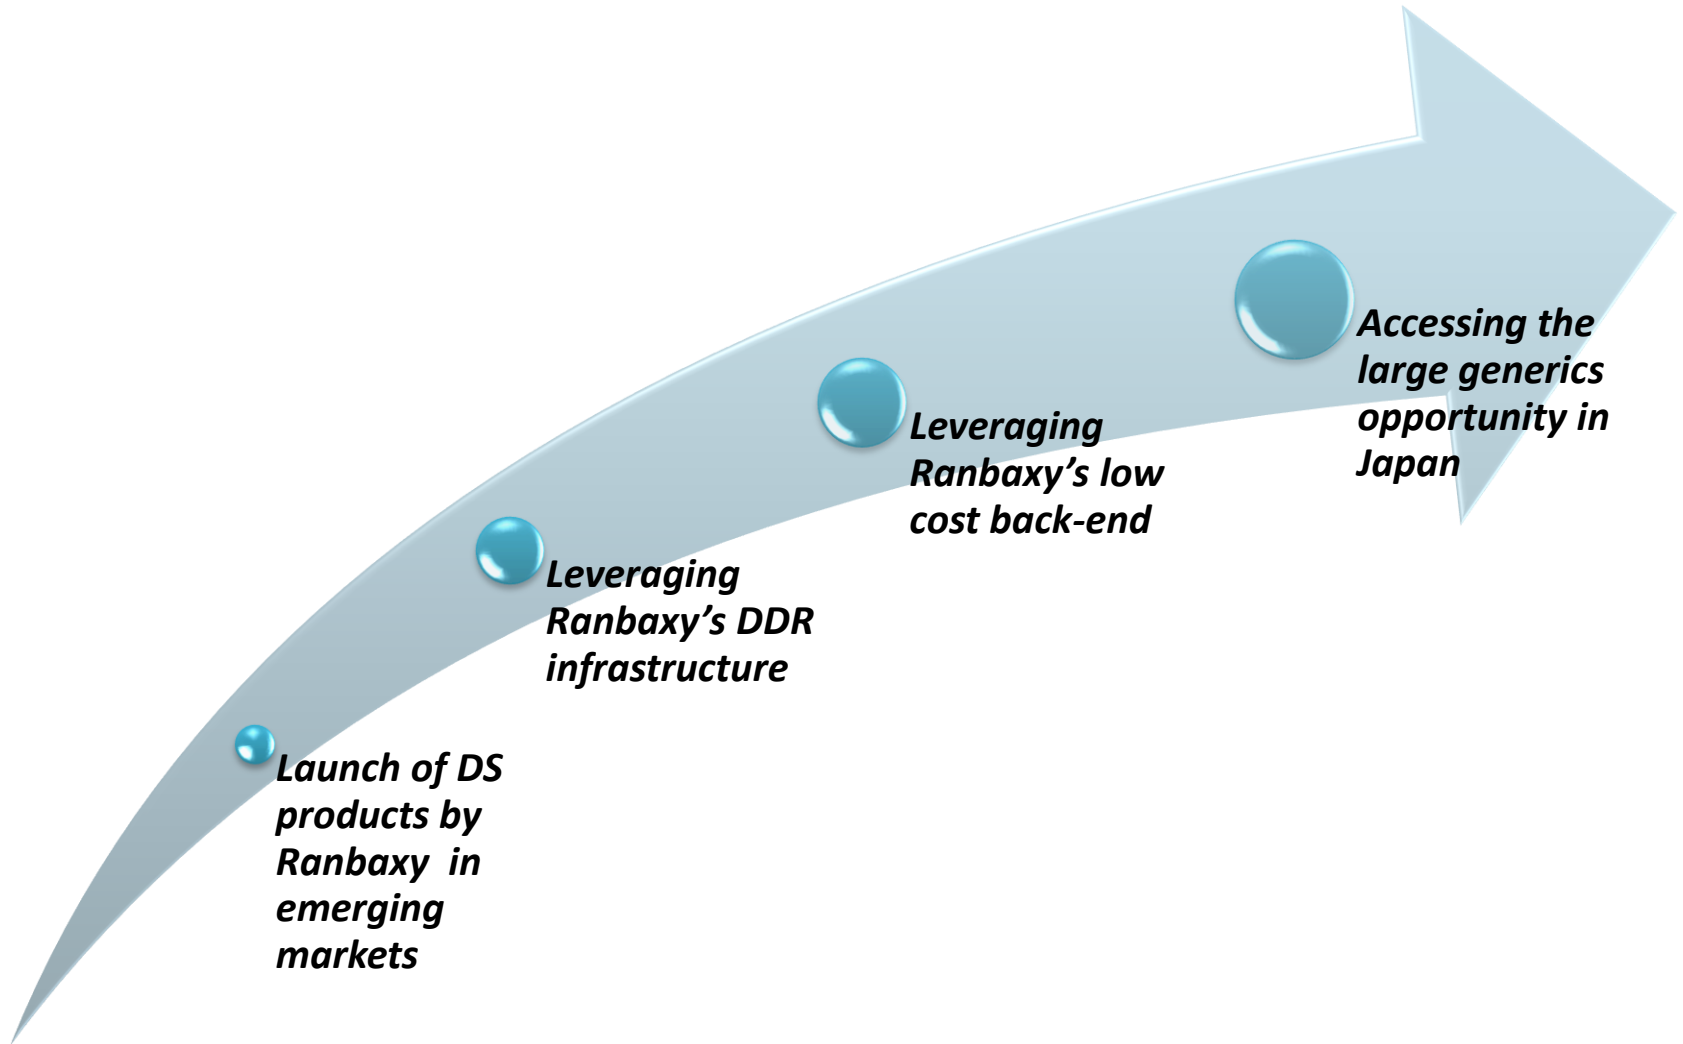 Launch of DS
products by
Ranbaxy  in
emerging
markets
Leveraging
Ranbaxy’s DDR
infrastructure
Leveraging
Ranbaxy’s low
cost back-end
Accessing the
large generics
opportunity in
Japan